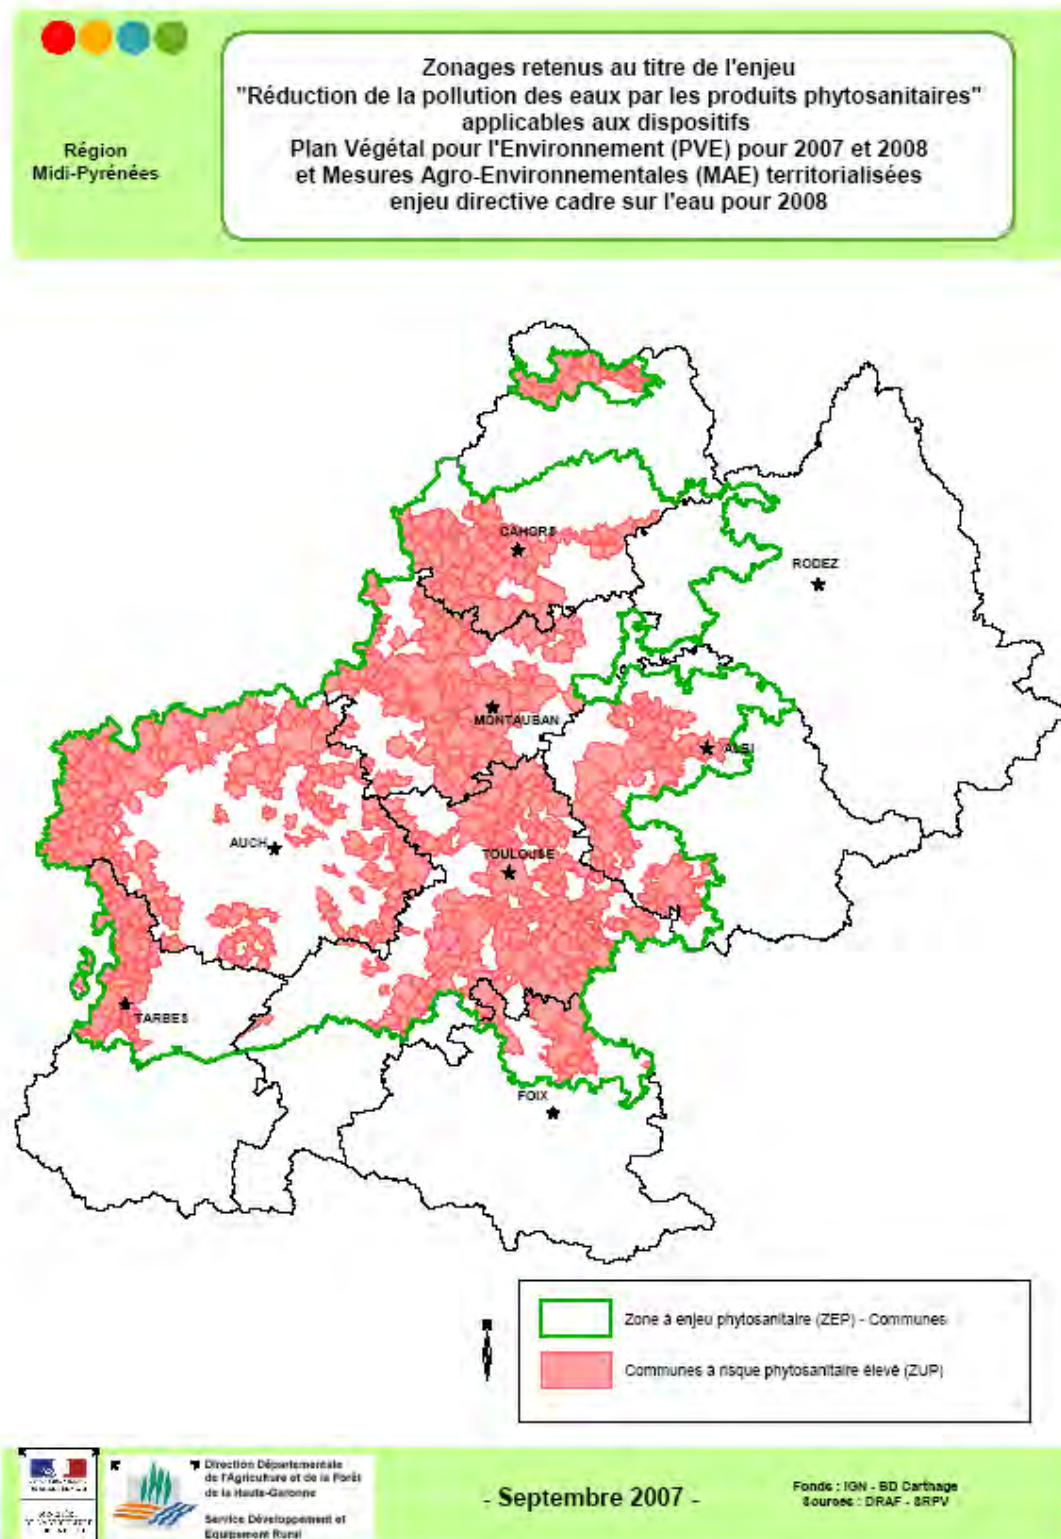 Région
Midi-Pyrénées
Zonages retenus au titre de l'enjeu
"Réduction de la pollution des eaux par les produits phytosanitaires"
applicables aux dispositifs
Plan Végétal pour l'Environnement (PVE) pour 2007 et 2008
et Mesures Agro-Environnementales (MAE) territorialisées
enjeu directive cadre sur l'eau pour 2008
CAHORS
RODEZ
MONTAUBAN
ALBI
AUCH
TOULOUSE
TARBES
FOIX
Zone à enjeu phytosanitaire (ZEP) - Communes
Communes à risque phytosanitaire élevé (ZUP)
Direction Départementale
de l'Agriculture et de la Forêt
de la Haute-Garonne
Service Développement et
Equipement Rural
- Septembre 2007 -
Fonds : IGN - BD Carthage
Sources : DRAF - SRPV